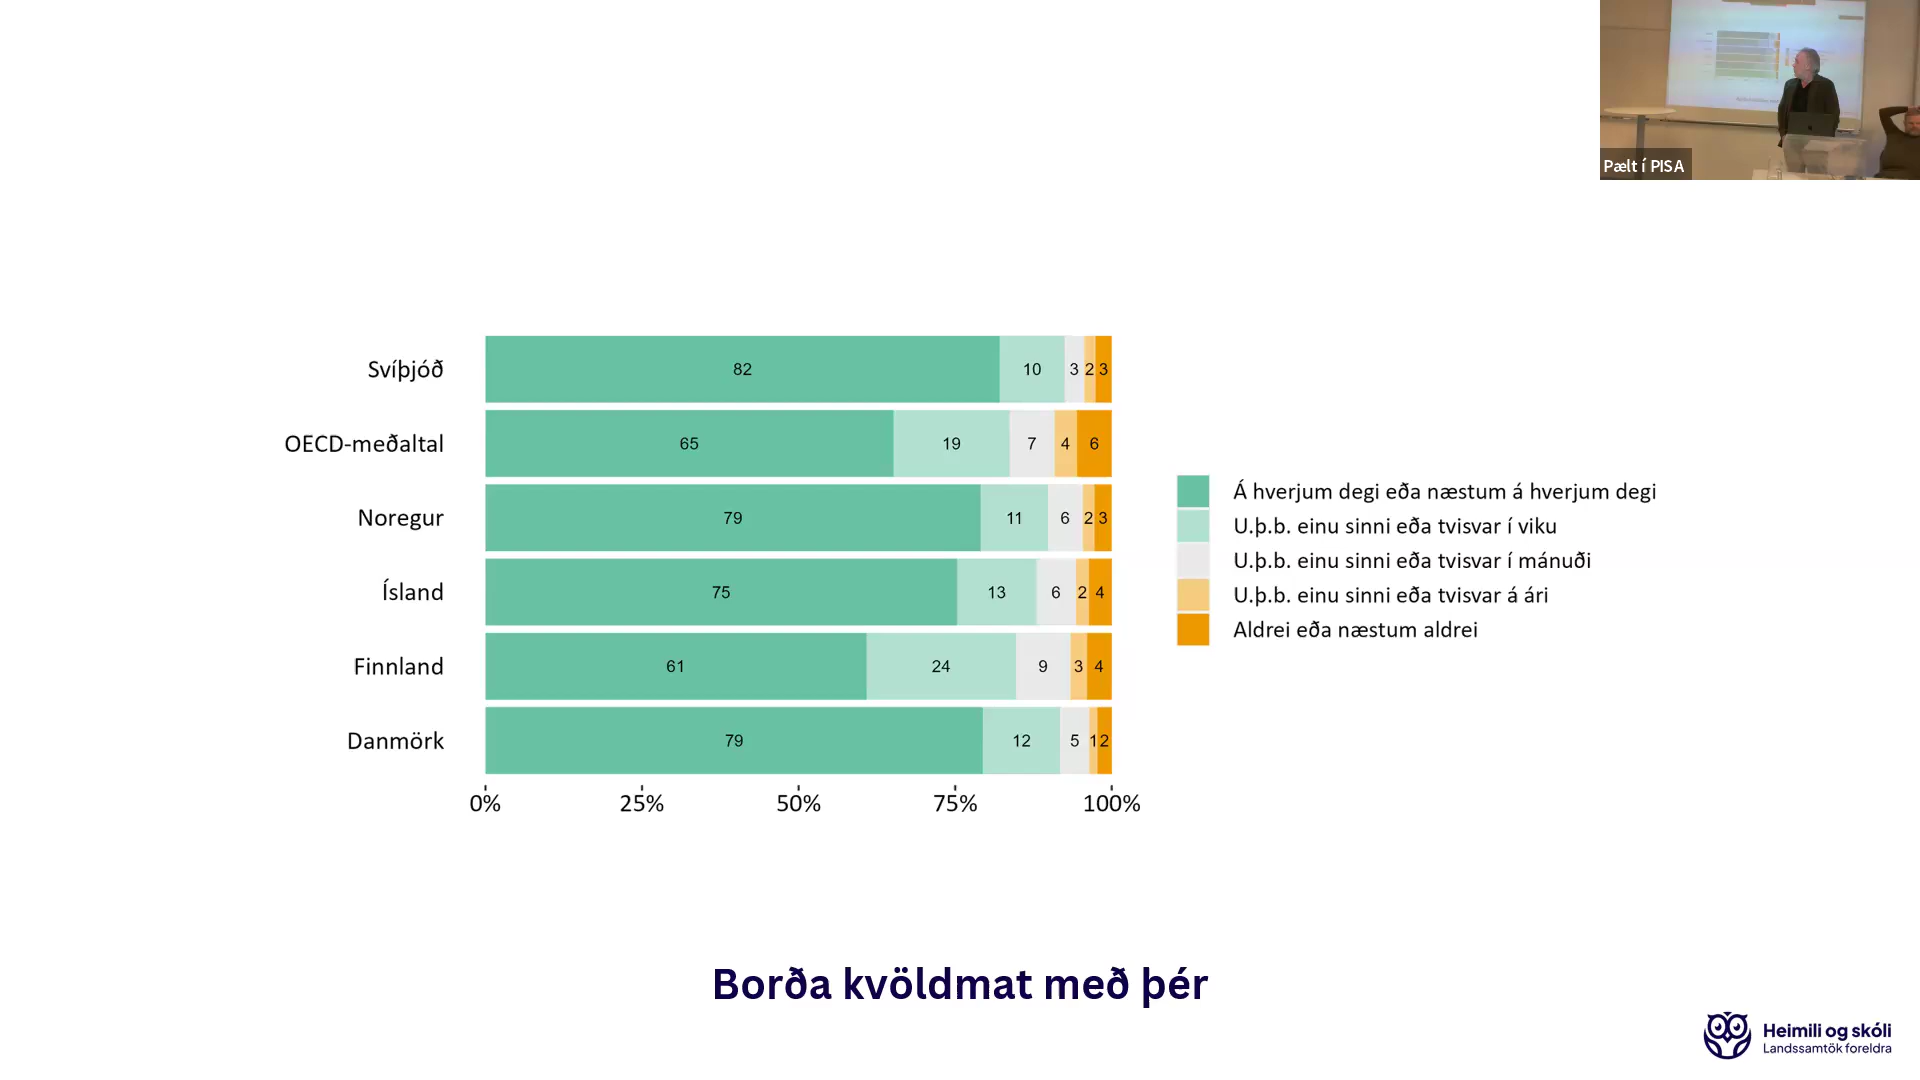 Pælt í PISA
Svíþjóð 82 10 3 2 3
OECD-meðaltal 65 19 7 4 6
Noregur 79 11 6 2 3
Ísland 75 13 6 2 4
Finnland 61 24 9 3 4
Danmörk 79 12 5 1 2
0% 25% 50% 75% 100%
Á hverjum degi eða næstum á hverjum degi
U.þ.b. einu sinni eða tvisvar í viku
U.þ.b. einu sinni eða tvisvar í mánuði
U.þ.b. einu sinni eða tvisvar á ári
Aldrei eða næstum aldrei
Borða kvöldmat með þér
Heimili og skóli
Landssamtök foreldra